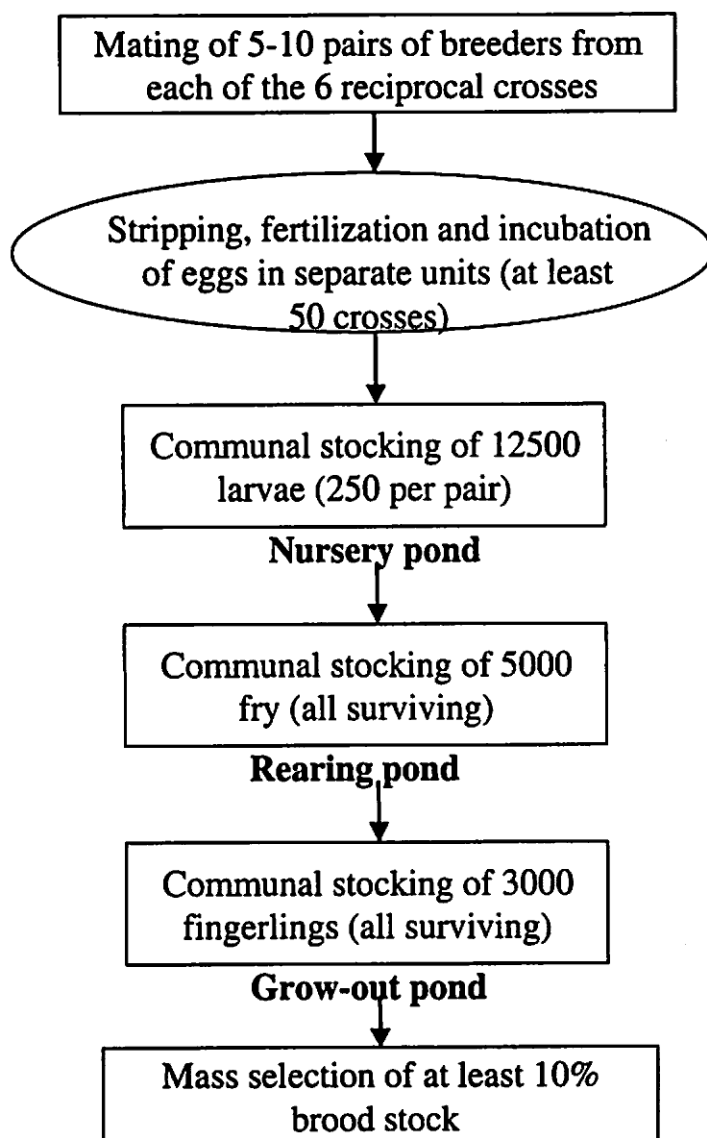 Mating of 5-10 pairs of breeders from
each of the 6 reciprocal crosses
Stripping, fertilization and incubation
of eggs in separate units (at least
50 crosses)
Communal stocking of 12500
larvae (250 per pair)
Nursery pond
Communal stocking of 5000
fry (all surviving)
Rearing pond
Communal stocking of 3000
fingerlings (all surviving)
Grow-out pond
Mass selection of at least 10%
brood stock